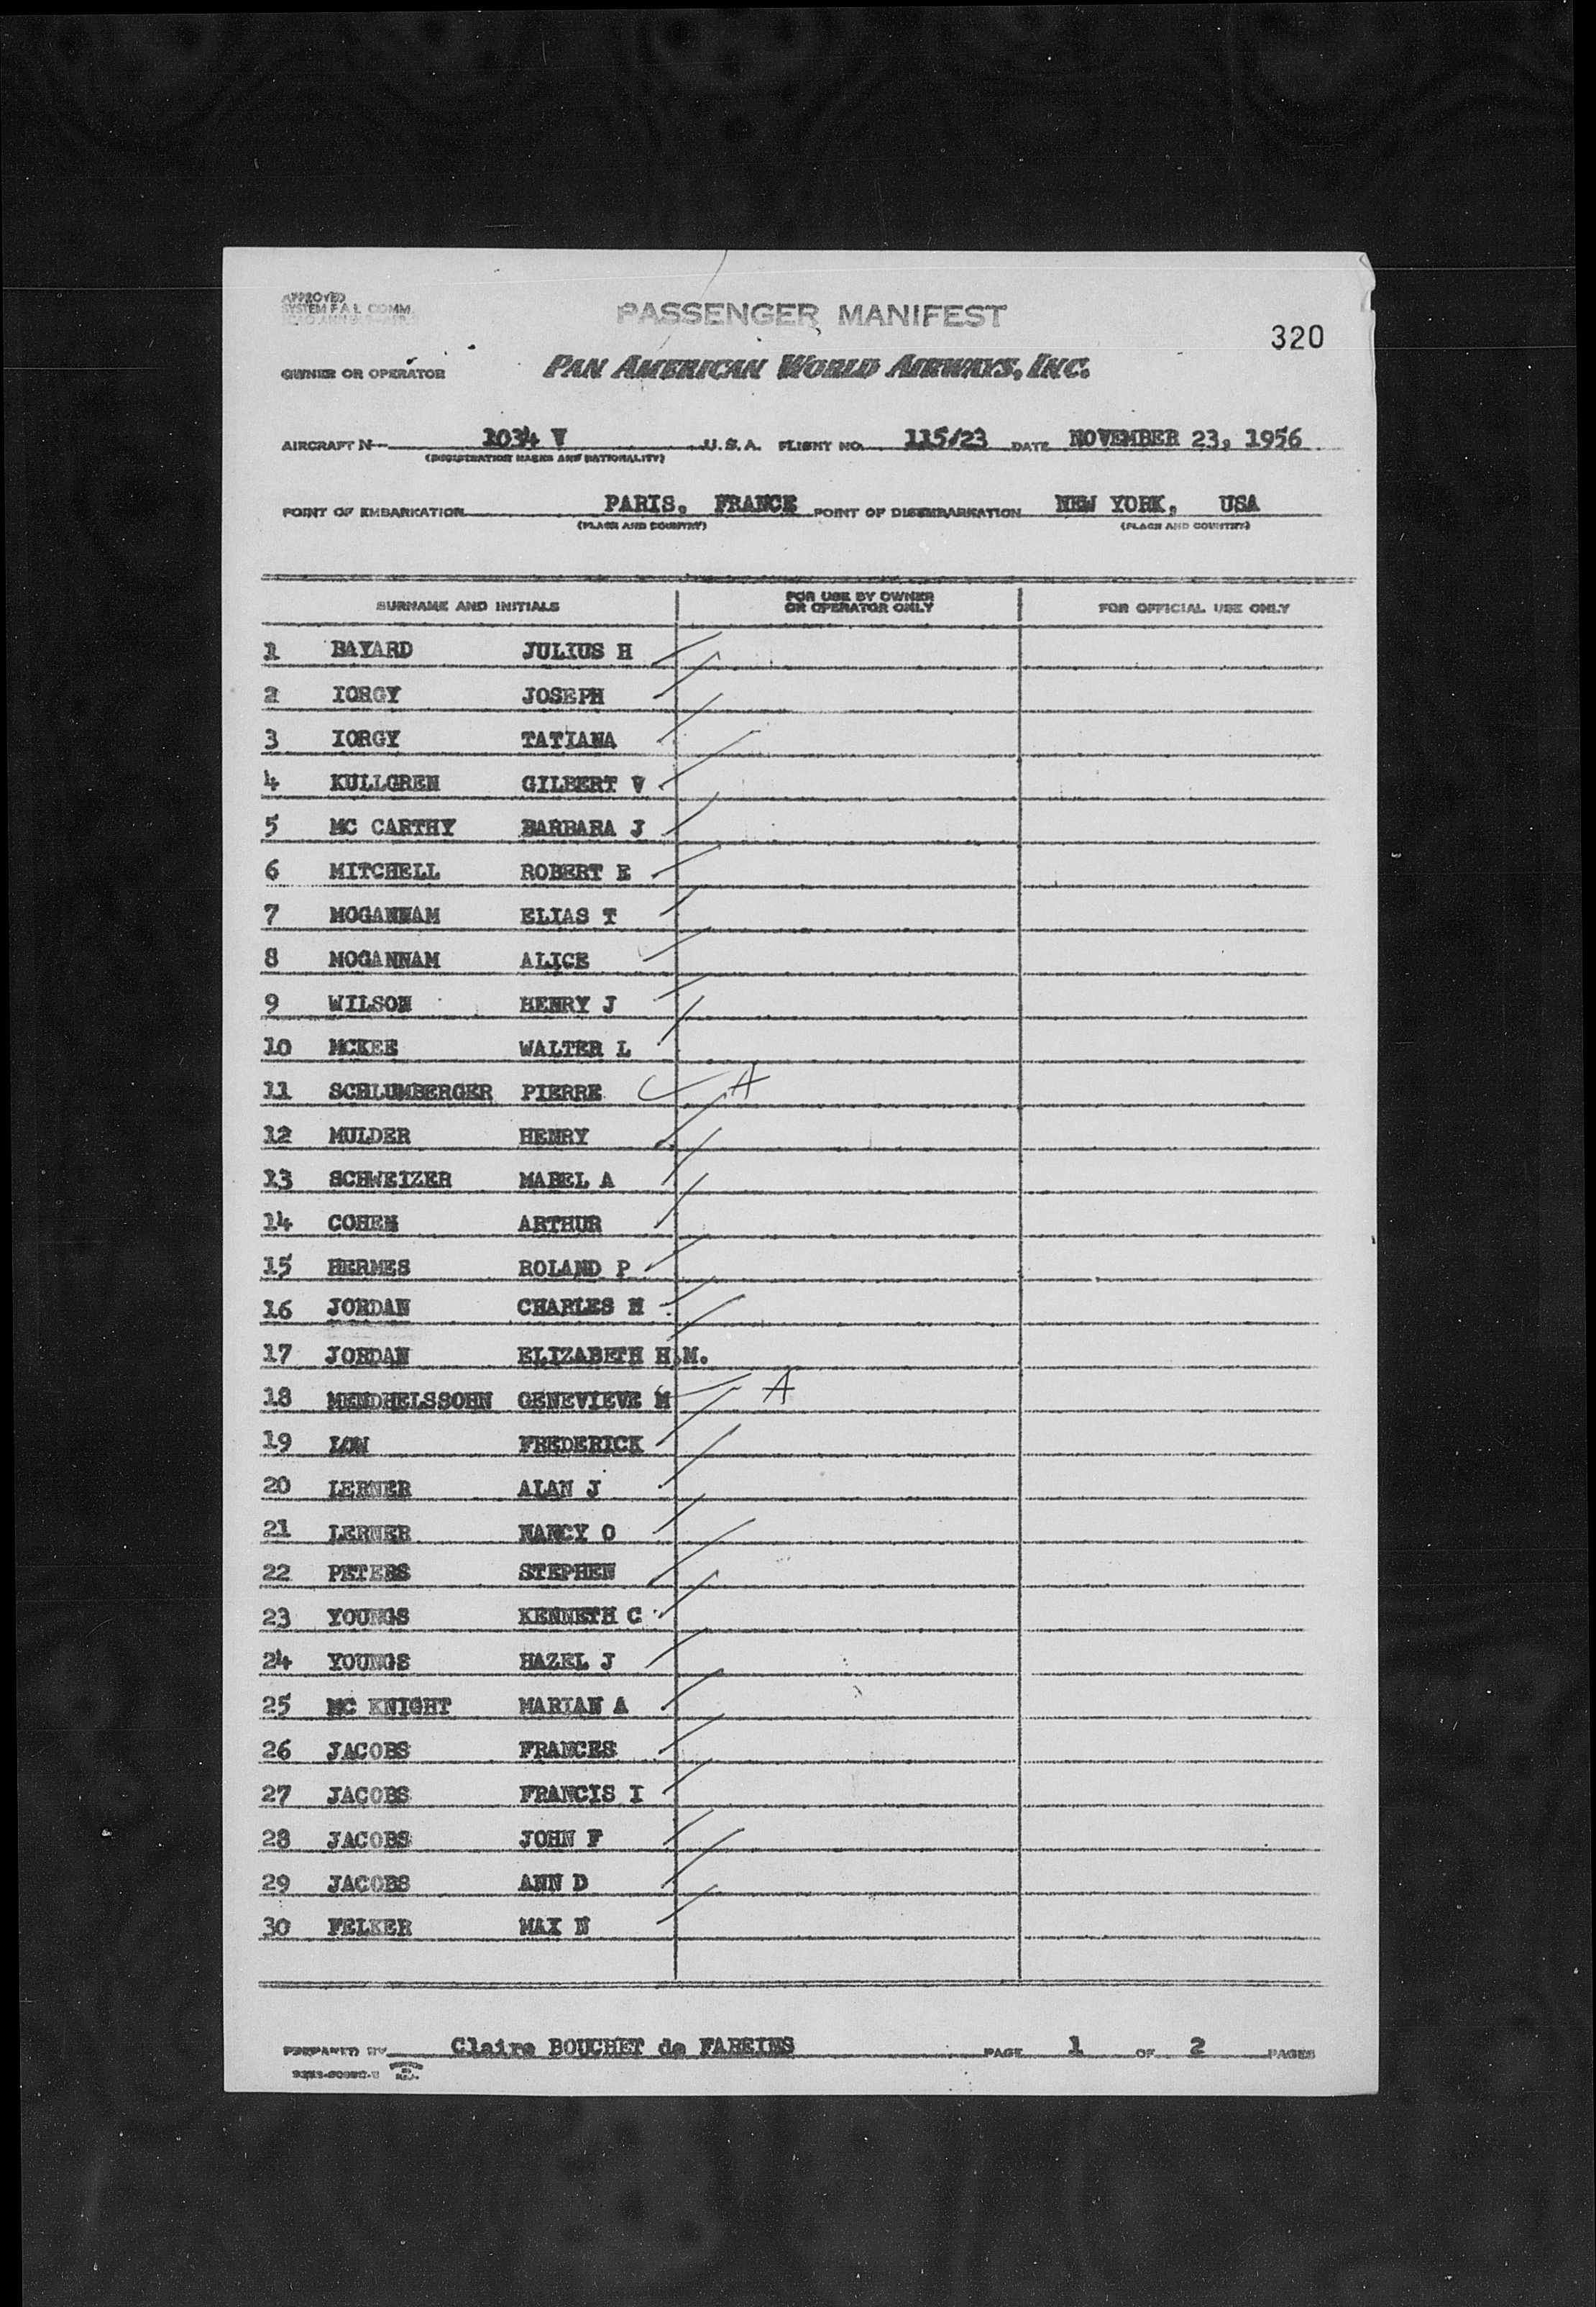 APPROVED
SYSTEM F A L COMM
PASSENGER MANIFEST
320
OWNER OR OPERATOR PAN AMERICAN WORLD AIRWAYS, INC.
AIRCRAFT N- 1034 V U.S.A. FLIGHT NO. 115/23 DATE NOVEMBER 23, 1956
(REGISTRATION MARKS AND NATIONALITY)
POINT OF EMBARKATION PARIS, FRANCE POINT OF DISEMBARKATION NEW YORK, USA
(PLACE AND COUNTRY) (PLACE AND COUNTRY)
SURNAME AND INITIALS FOR USE BY OWNER OR OPERATOR ONLY FOR OFFICIAL USE ONLY
1 BAYARD JULIUS H
2 IORGY JOSEPH
3 IORGY TATIANA
4 KULLGREN GILBERT V
5 MC CARTHY BARBARA J
6 MITCHELL ROBERT E
7 MOGANNAM ELIAS T
8 MOGANNAM ALICE
9 WILSON HENRY J
10 MCKEE WALTER L
11 SCHLUMBERGER PIERRE A
12 MULDER HENRY
13 SCHWEIZER MABEL A
14 COHEN ARTHUR
15 HERMES ROLAND P
16 JORDAN CHARLES H
17 JORDAN ELIZABETH H.M.
18 MENDHELSSOHN GENEVIEVE M A
19 LOW FREDERICK
20 LERNER ALAN J
21 LERNER NANCY O
22 PETERS STEPHEN
23 YOUNGS KENNETH C
24 YOUNGS HAZEL J
25 MC KNIGHT MARIAN A
26 JACOBS FRANCES
27 JACOBS FRANCIS I
28 JACOBS JOHN F
29 JACOBS ANN D
30 FELKER MAX N
PREPARED BY Claire BOUCHET de FAREINS PAGE 1 OF 2 PAGES